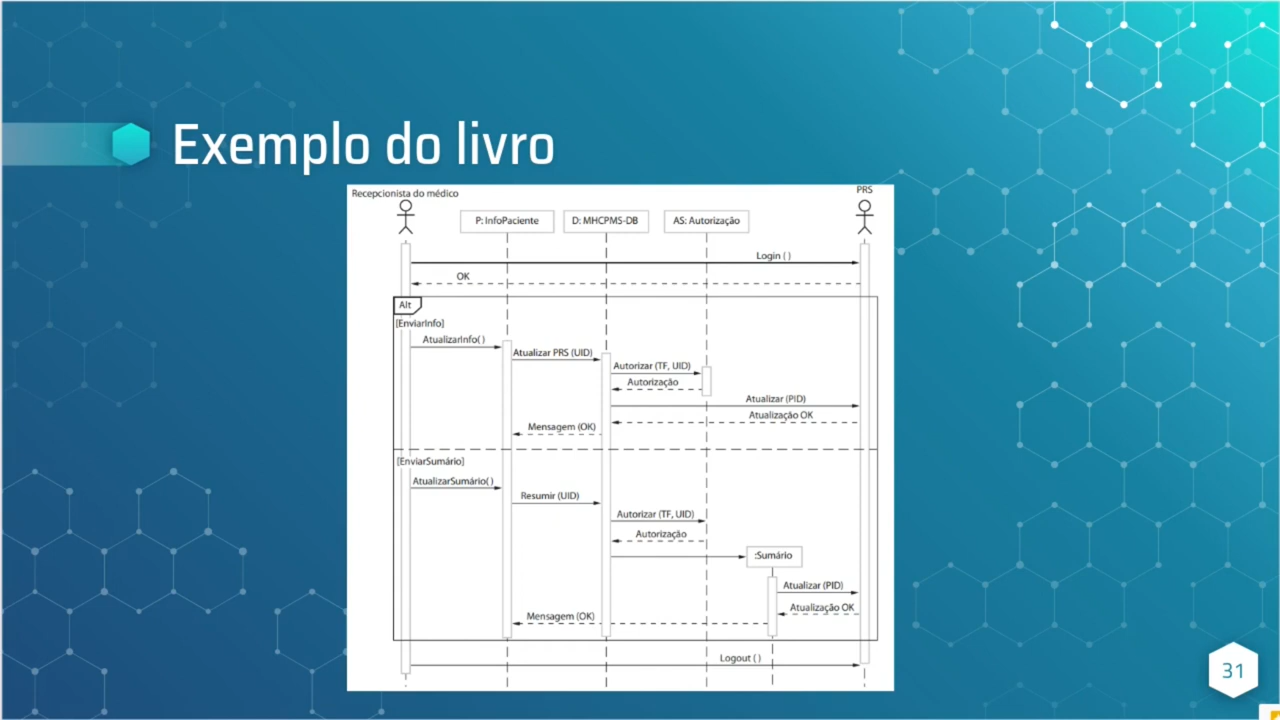 Exemplo do livro
Recepcionista do médico
PRS
P: InfoPaciente
D: MHCPMS-DB
AS: Autorização
Login ( )
OK
Alt
[EnviarInfo]
AtualizarInfo( )
Atualizar PRS (UID)
Autorizar (TF, UID)
Autorização
Atualizar (PID)
Atualização OK
Mensagem (OK)
[EnviarSumário]
AtualizarSumário( )
Resumir (UID)
Autorizar (TF, UID)
Autorização
:Sumário
Atualizar (PID)
Atualização OK
Mensagem (OK)
Logout ( )
31